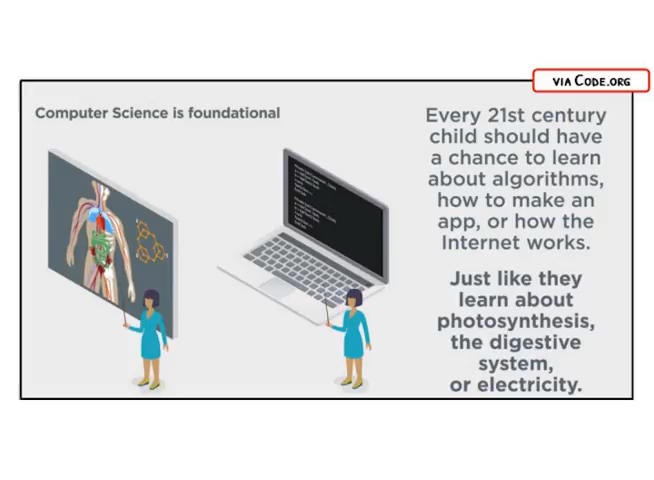 VIA CODE.ORG
Computer Science is foundational
Every 21st century
child should have
a chance to learn
about algorithms,
how to make an
app, or how the
Internet works.
Just like they
learn about
photosynthesis,
the digestive
system,
or electricity.